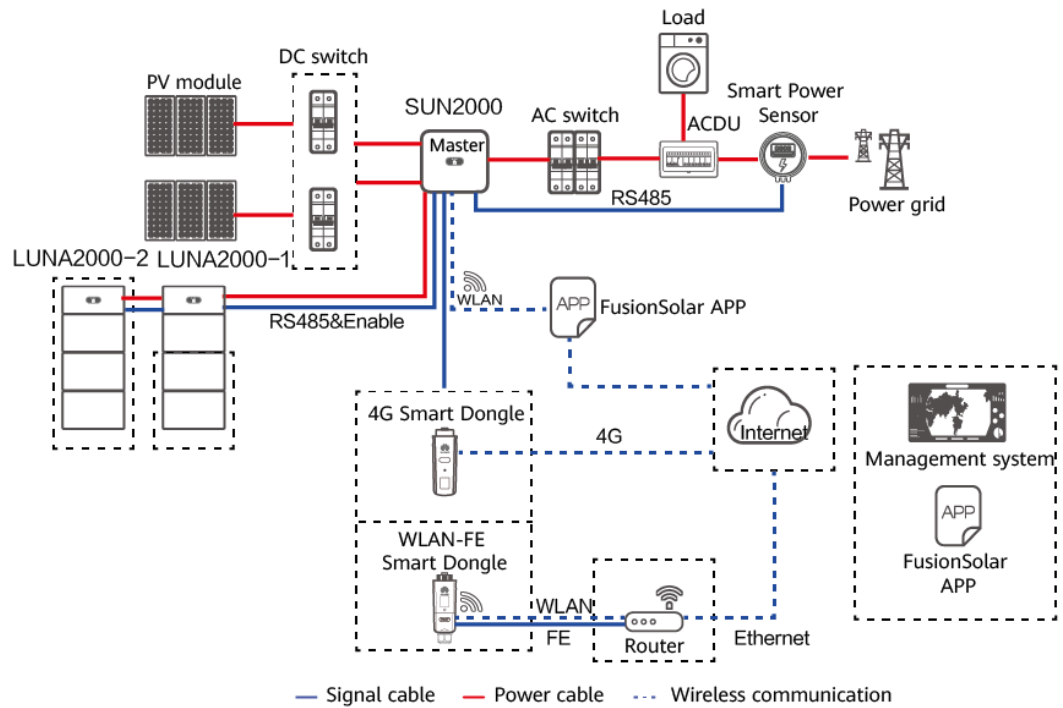 Load
DC switch
PV module
SUN2000
Smart Power
Sensor
AC switch
ACDU
Master
RS485
Power grid
LUNA2000-2
LUNA2000-1
WLAN
APP
FusionSolar APP
RS485&Enable
4G Smart Dongle
4G
Internet
Management system
APP
FusionSolar
APP
WLAN-FE
Smart Dongle
WLAN
FE
Router
Ethernet
Signal cable
Power cable
Wireless communication